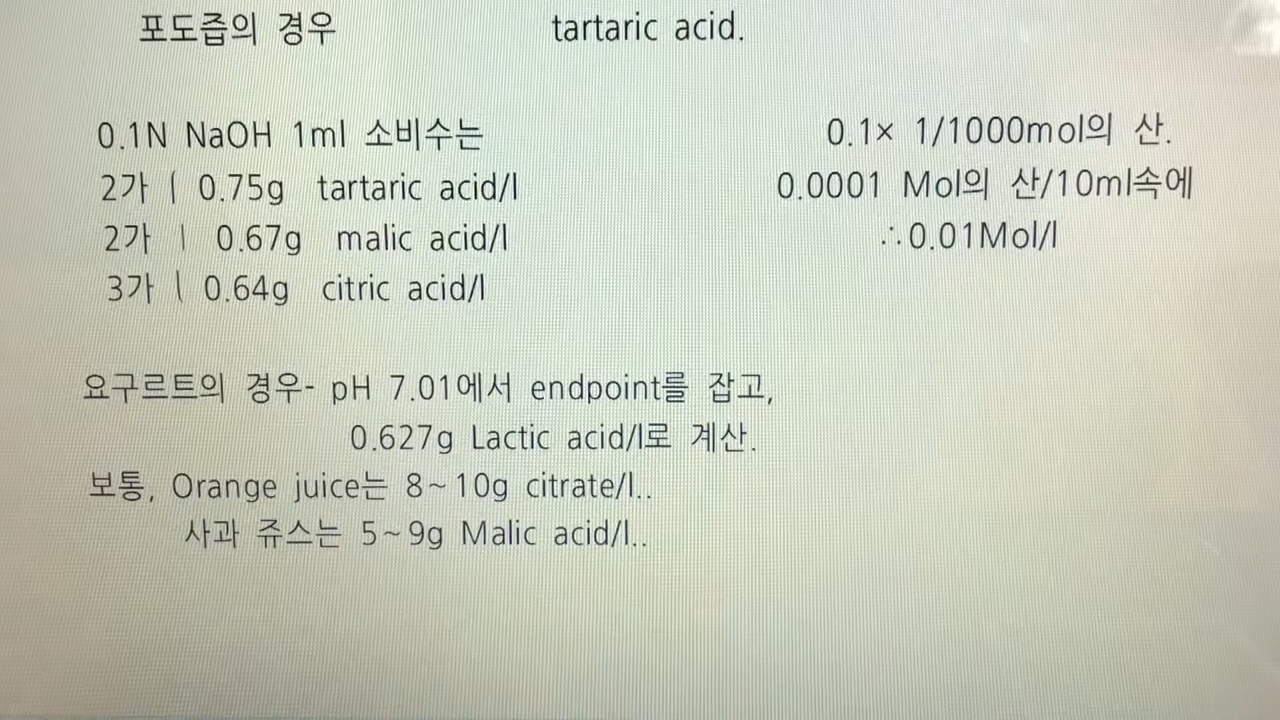 포도즙의 경우 tartaric acid.
0.1N NaOH 1ml 소비수는 0.1× 1/1000mol의 산.
2가 | 0.75g tartaric acid/l 0.0001 Mol의 산/10ml속에
2가 | 0.67g malic acid/l ∴0.01Mol/l
3가 | 0.64g citric acid/l
요구르트의 경우- pH 7.01에서 endpoint를 잡고,
0.627g Lactic acid/l로 계산.
보통, Orange juice는 8~10g citrate/l..
사과 쥬스는 5~9g Malic acid/l..